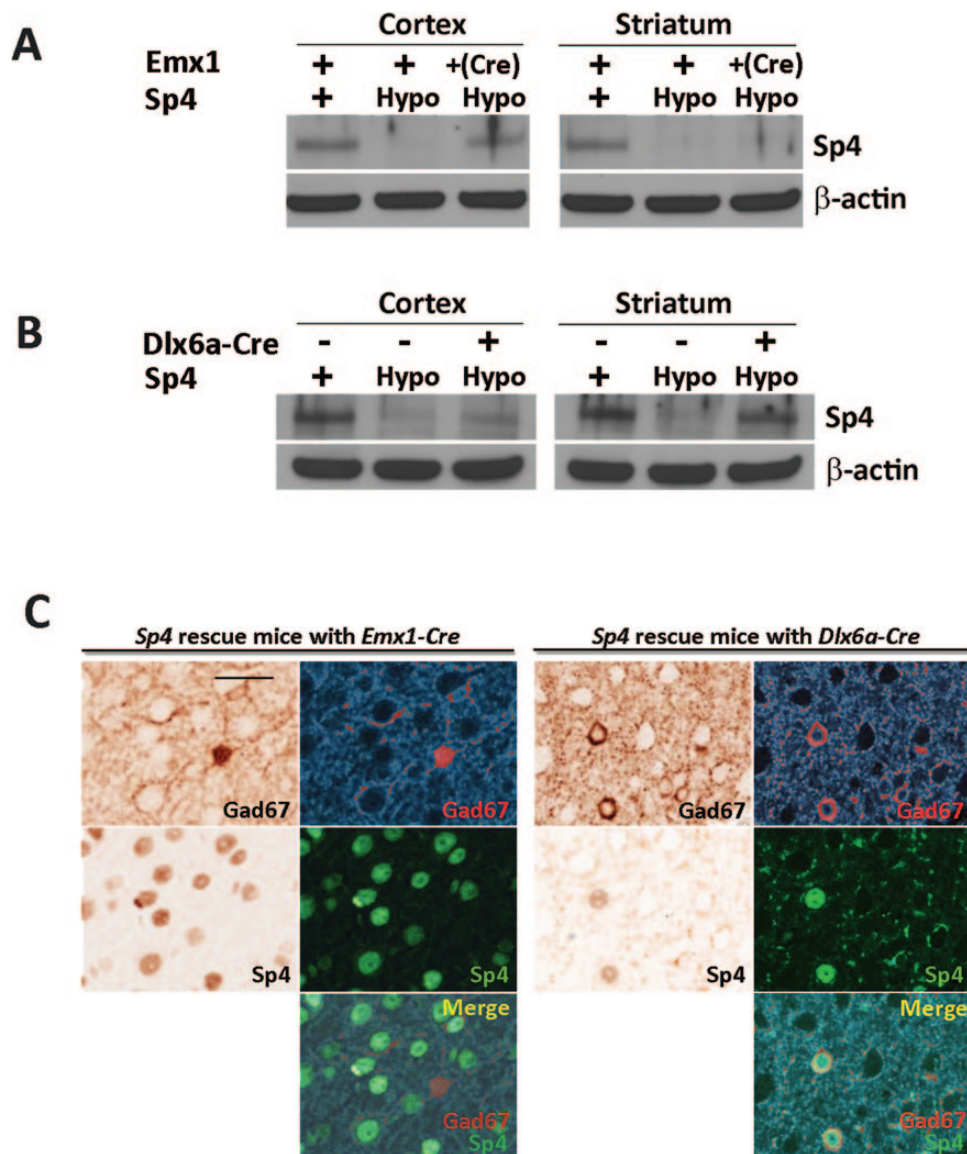 A
Cortex Striatum
Emx1 + + +(Cre) + + +(Cre)
Sp4 + Hypo Hypo + Hypo Hypo
Sp4
β-actin
B
Cortex Striatum
Dlx6a-Cre - - + - - +
Sp4 + Hypo Hypo + Hypo Hypo
Sp4
β-actin
C
Sp4 rescue mice with Emx1-Cre Sp4 rescue mice with Dlx6a-Cre
Gad67 Gad67 Gad67 Gad67
Sp4 Sp4 Sp4 Sp4
Merge Merge
Gad67 Gad67
Sp4 Sp4